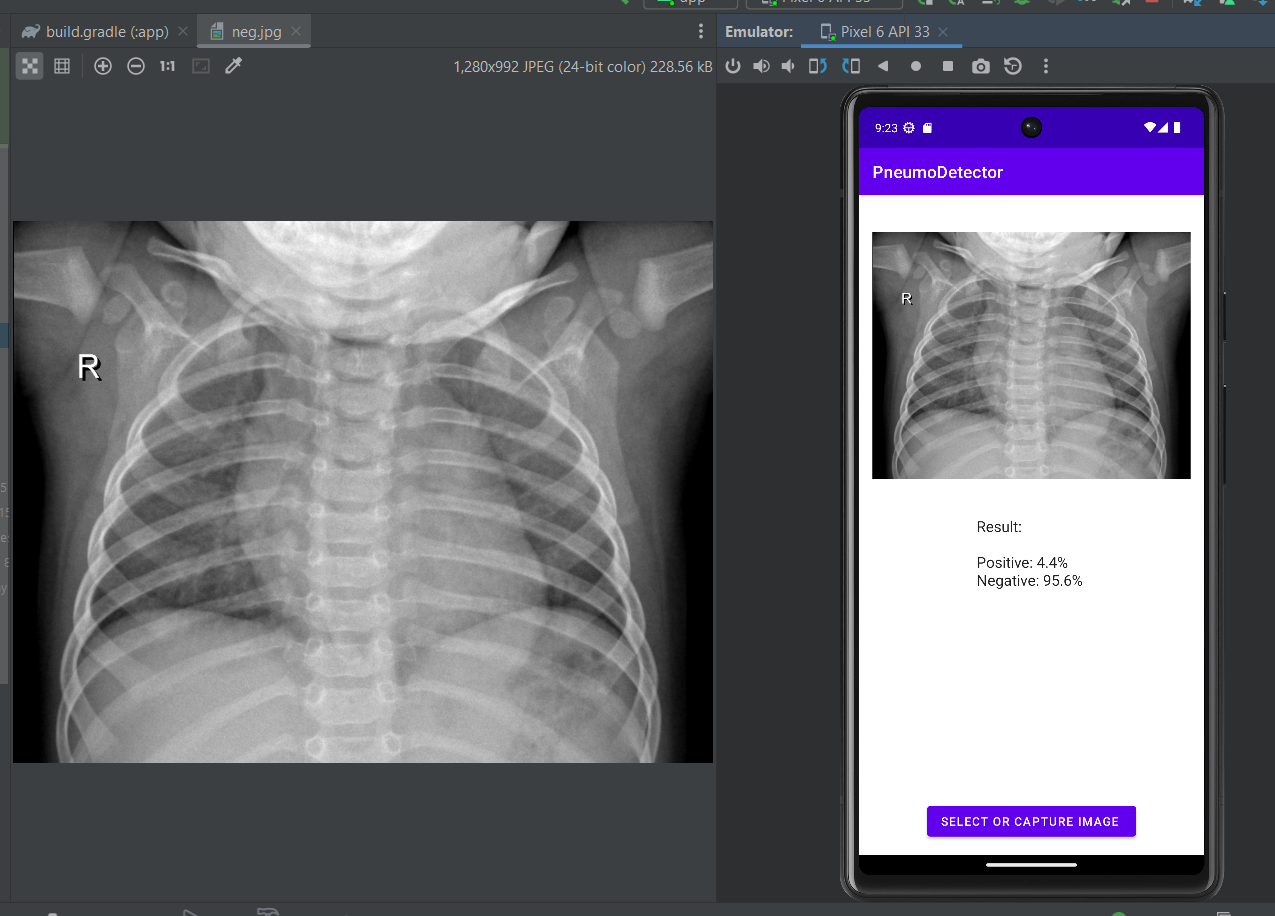 build.gradle (:app)
neg.jpg
1:1
1,280x992 JPEG (24-bit color) 228.56 kB
R
Emulator:
Pixel 6 API 33
9:23
PneumoDetector
R
Result:
Positive: 4.4%
Negative: 95.6%
SELECT OR CAPTURE IMAGE